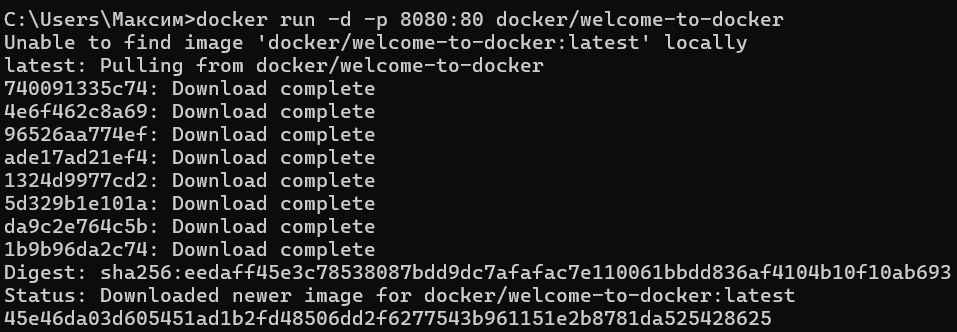 C:\Users\Максим>docker run -d -p 8080:80 docker/welcome-to-docker
Unable to find image 'docker/welcome-to-docker:latest' locally
latest: Pulling from docker/welcome-to-docker
740091335c74: Download complete
4e6f462c8a69: Download complete
96526aa774ef: Download complete
ade17ad21ef4: Download complete
1324d9977cd2: Download complete
5d329b1e101a: Download complete
da9c2e764c5b: Download complete
1b9b96da2c74: Download complete
Digest: sha256:eedaff45e3c78538087bdd9dc7afafac7e110061bbdd836af4104b10f10ab693
Status: Downloaded newer image for docker/welcome-to-docker:latest
45e46da03d605451ad1b2fd48506dd2f6277543b961151e2b8781da525428625